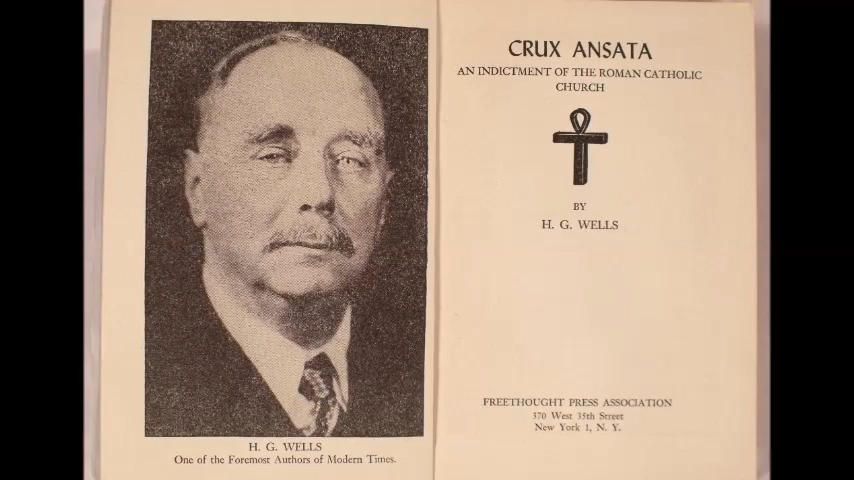 H. G. WELLS
One of the Foremost Authors of Modern Times.
CRUX ANSATA
AN INDICTMENT OF THE ROMAN CATHOLIC
CHURCH
BY
H. G. WELLS
FREETHOUGHT PRESS ASSOCIATION
370 West 35th Street
New York 1, N. Y.